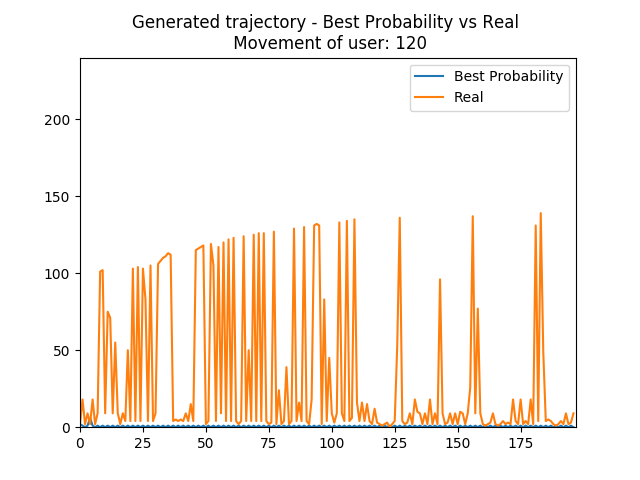 Generated trajectory - Best Probability vs Real
Movement of user: 120
Best Probability
Real
200
150
100
50
0
0 25 50 75 100 125 150 175